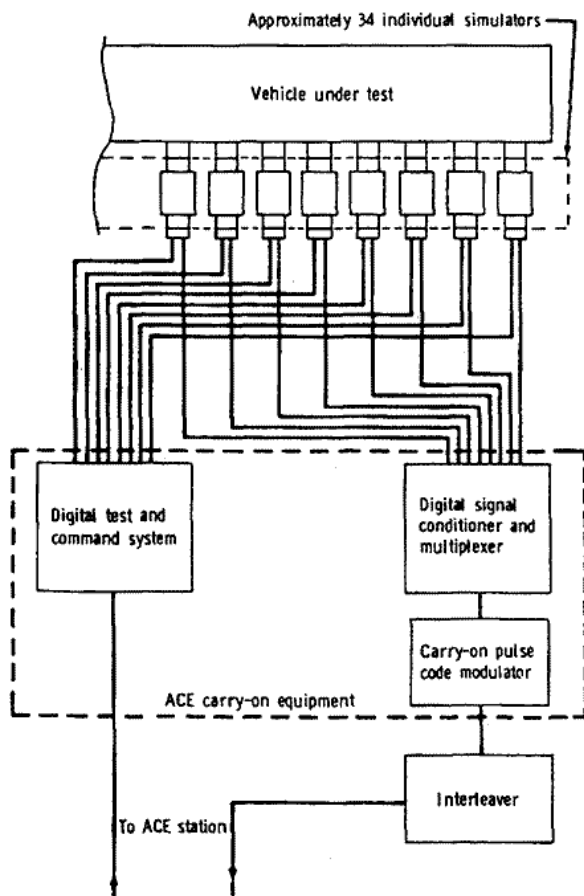 Approximately 34 individual simulators
Vehicle under test
Digital test and
command system
Digital signal
conditioner and
multiplexer
Carry-on pulse
code modulator
ACE carry-on equipment
Interleaver
To ACE station